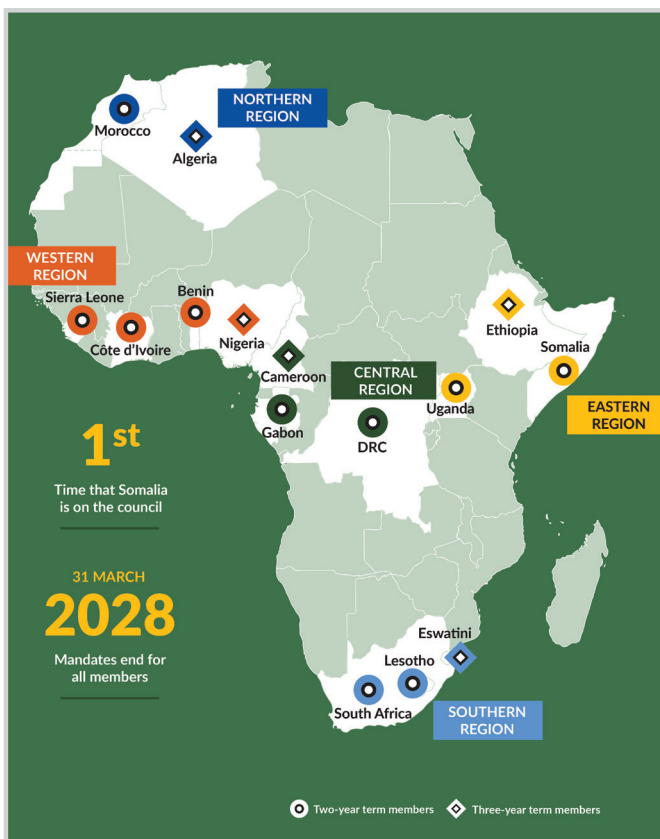 NORTHERN
REGION
Morocco
Algeria
WESTERN
REGION
Sierra Leone
Benin
Côte d’Ivoire
Nigeria
Cameroon
Ethiopia
Somalia
CENTRAL
REGION
Uganda
EASTERN
REGION
Gabon
DRC
1st
Time that Somalia
is on the council
31 MARCH
2028
Mandates end for
all members
Eswatini
Lesotho
South Africa
SOUTHERN
REGION
Two-year term members
Three-year term members